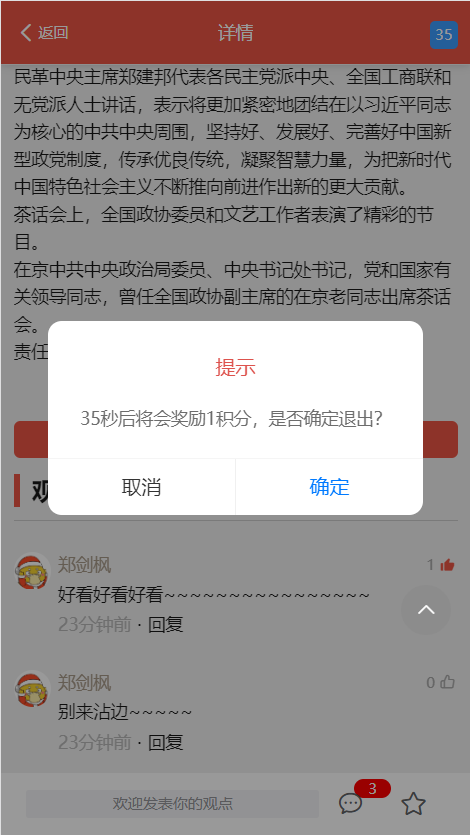 返回
详情
35
民革中央主席郑建邦代表各民主党派中央、全国工商联和
无党派人士讲话，表示将更加紧密地团结在以习近平同志
为核心的中共中央周围，坚持好、发展好、完善好中国新
型政党制度，传承优良传统，凝聚智慧力量，为把新时代
中国特色社会主义不断推向前进作出新的更大贡献。
茶话会上，全国政协委员和文艺工作者表演了精彩的节
目。
在京中共中央政治局委员、中央书记处书记，党和国家有
关领导同志，曾任全国政协副主席的在京老同志出席茶话
会。
责任
提示
35秒后将会奖励1积分，是否确定退出?
取消
确定
观
郑剑枫
1
好看好看好看~~~~~~~~~~~~~~~~
23分钟前 · 回复
郑剑枫
0
别来沾边~~~~~
23分钟前 · 回复
欢迎发表你的观点
3